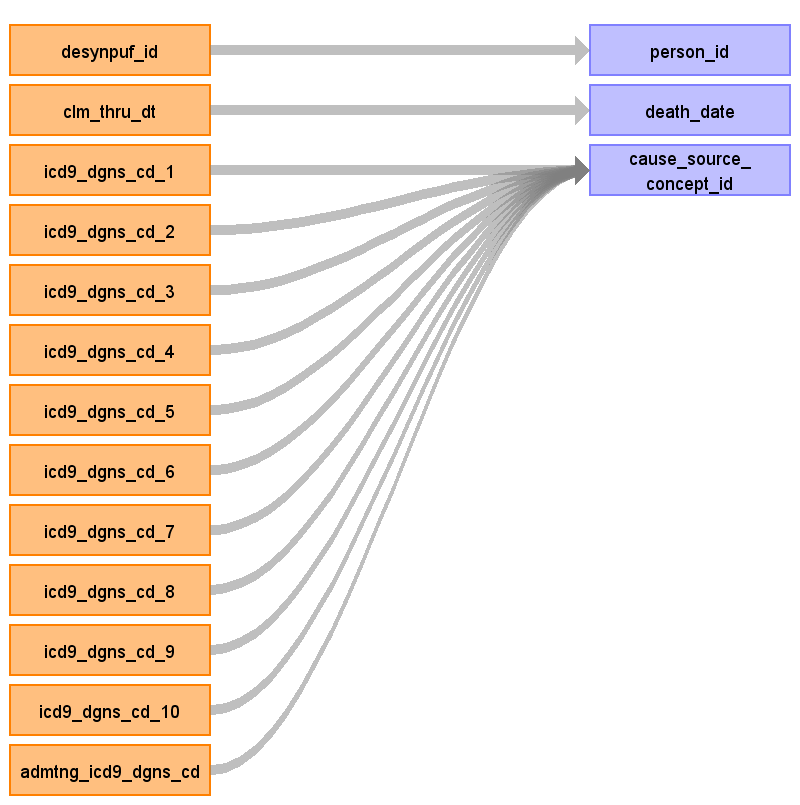 desynpuf_id
person_id
clm_thru_dt
death_date
icd9_dgns_cd_1
cause_source_
concept_id
icd9_dgns_cd_2
icd9_dgns_cd_3
icd9_dgns_cd_4
icd9_dgns_cd_5
icd9_dgns_cd_6
icd9_dgns_cd_7
icd9_dgns_cd_8
icd9_dgns_cd_9
icd9_dgns_cd_10
admtng_icd9_dgns_cd